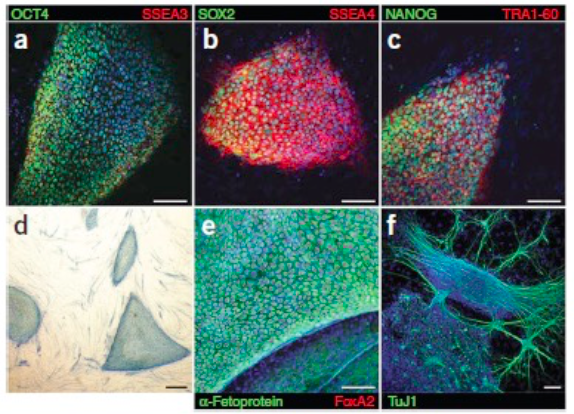 OCT4 SSEA3
SOX2 SSEA4
NANOG TRA1-60
a
b
c
d
e
f
α-Fetoprotein FoxA2
TuJ1